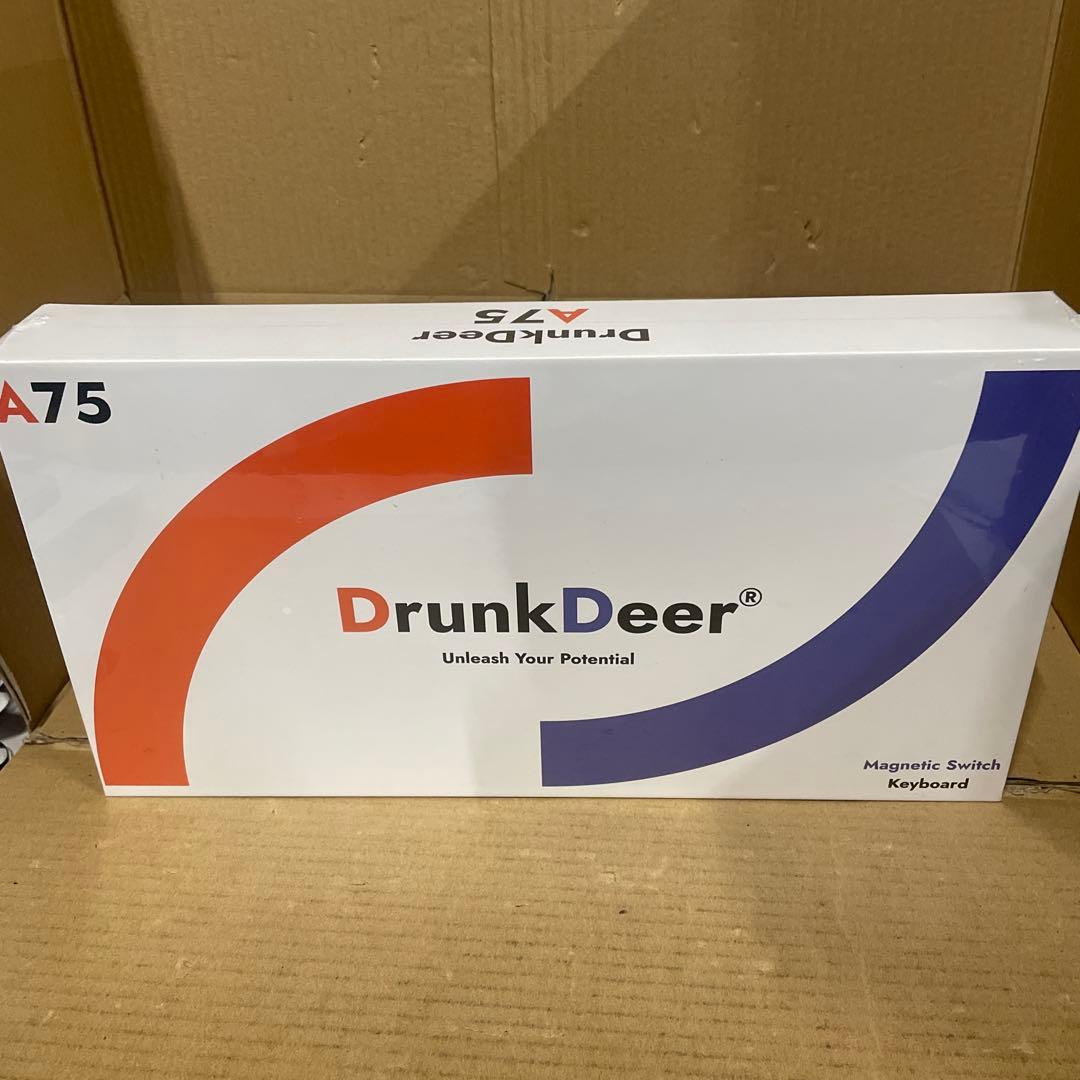 DrunkDeer
A75
A75
DrunkDeer®
Unleash Your Potential
Magnetic Switch
Keyboard